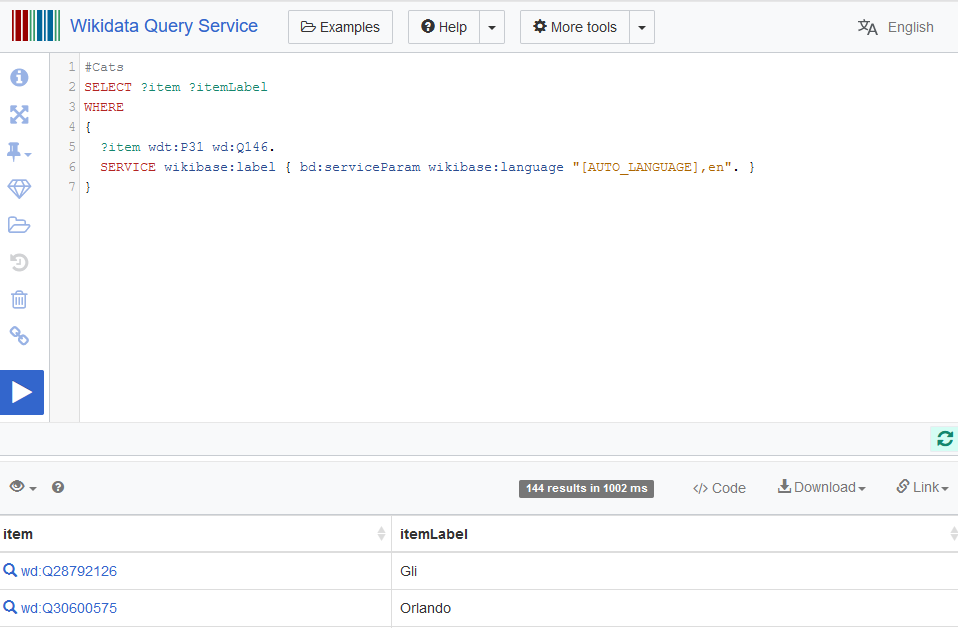 Wikidata Query Service Examples Help More tools English
1 #Cats
2 SELECT ?item ?itemLabel
3 WHERE
4 {
5 ?item wdt:P31 wd:Q146.
6 SERVICE wikibase:label { bd:serviceParam wikibase:language "[AUTO_LANGUAGE],en". }
7 }
144 results in 1002 ms </> Code Download Link
item itemLabel
wd:Q28792126 Gli
wd:Q30600575 Orlando